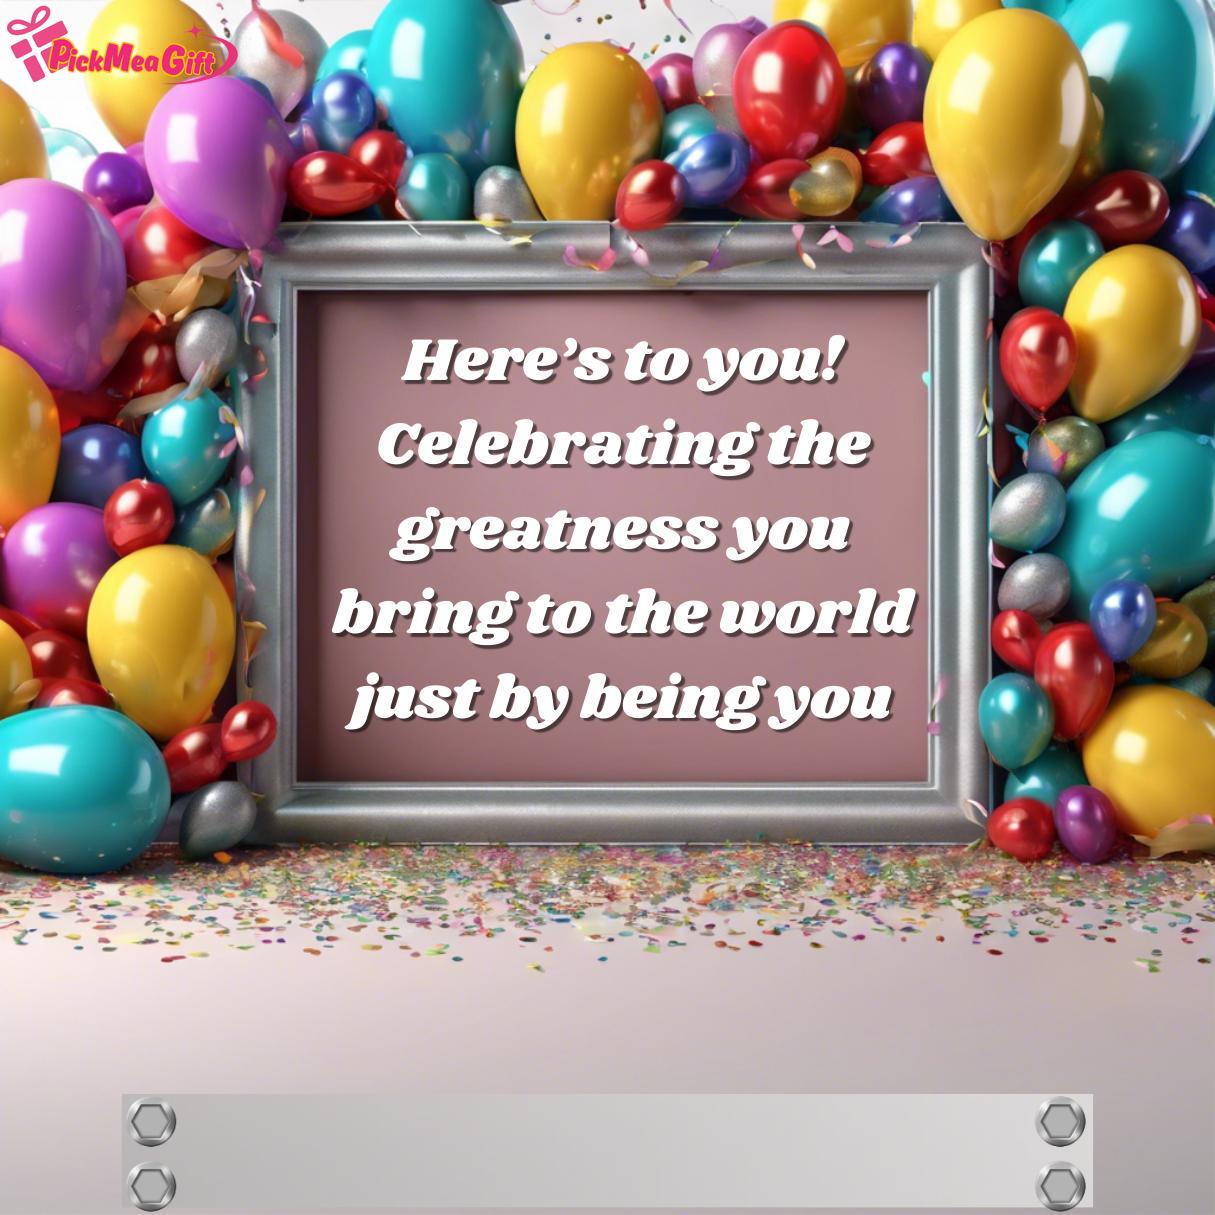 PickMeaGift
Here’s to you!
Celebrating the
greatness you
bring to the world
just by being you